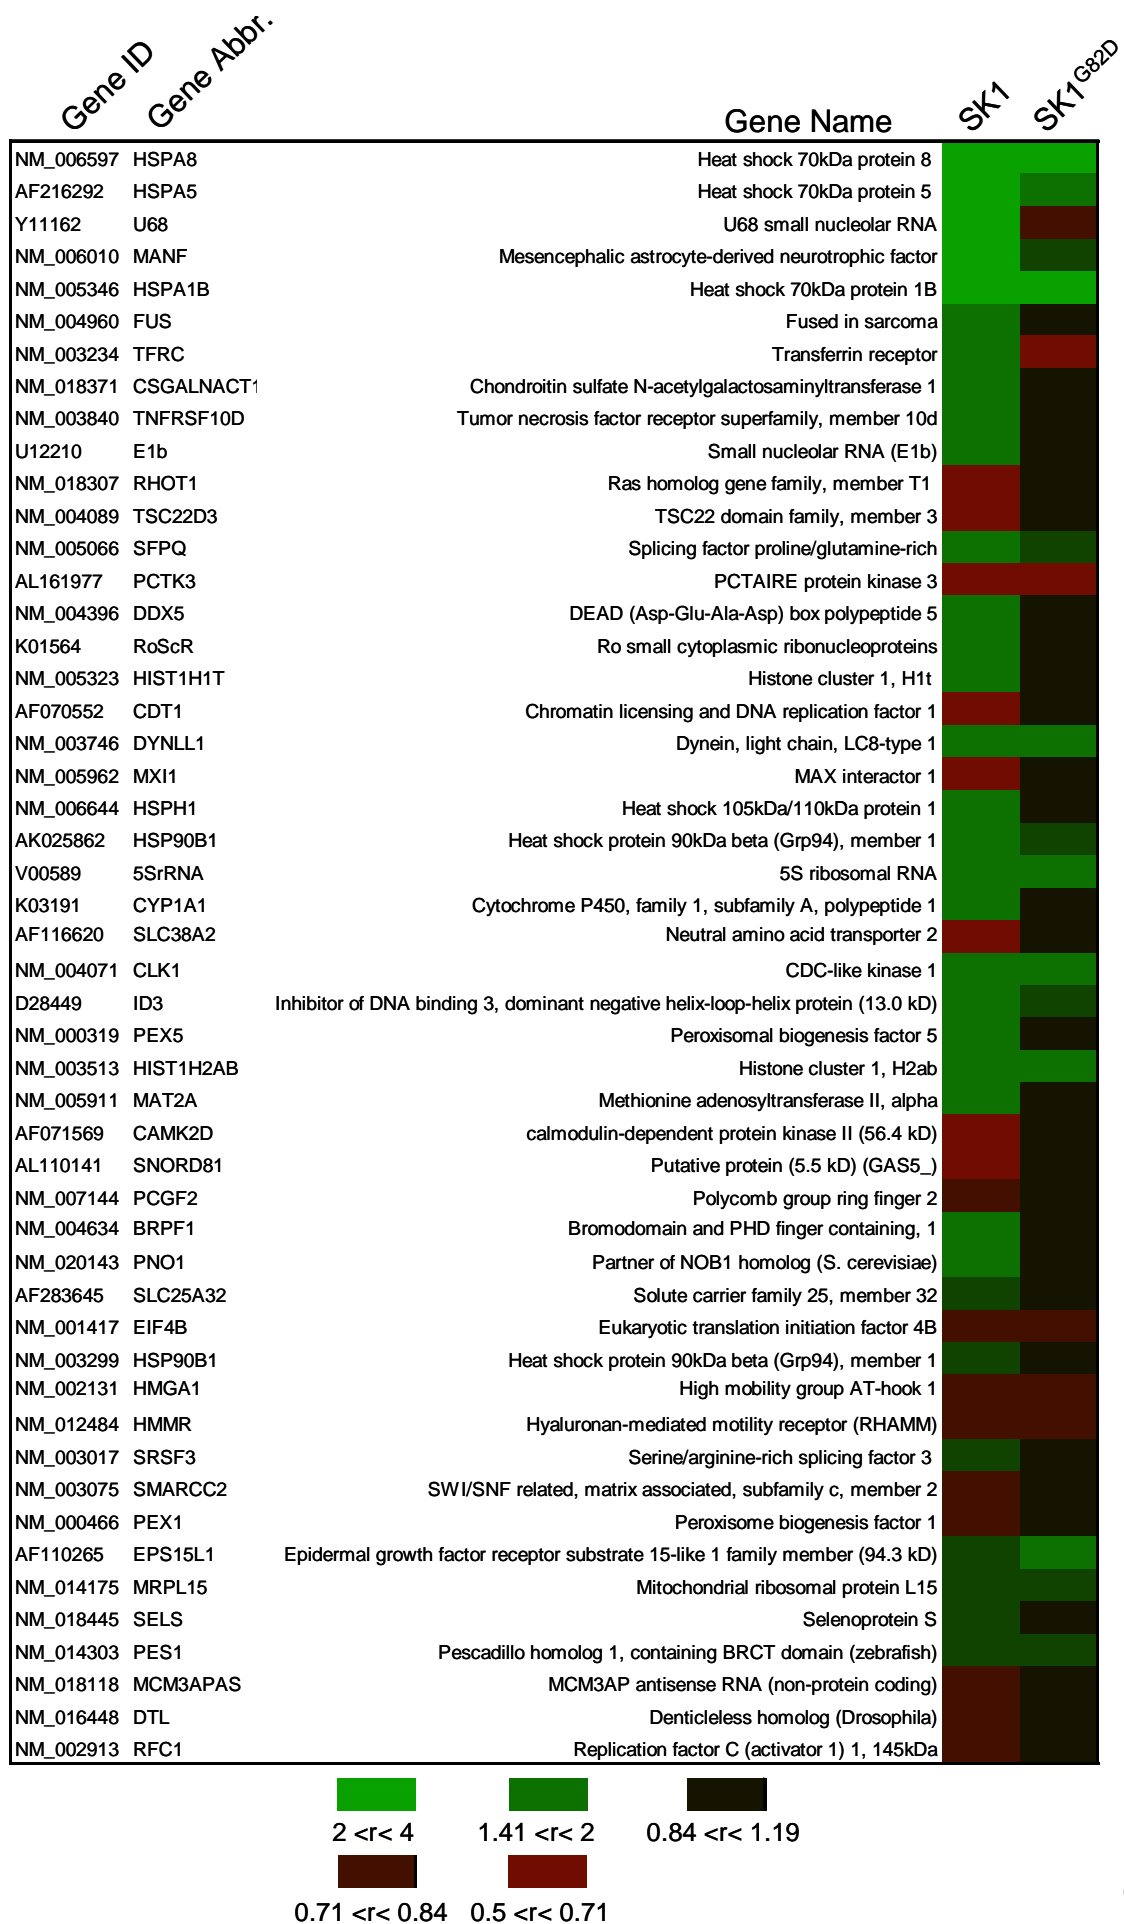 Gene ID Gene Abbr. Gene Name SK1 SK1G82D
NM_006597 HSPA8 Heat shock 70kDa protein 8
AF216292 HSPA5 Heat shock 70kDa protein 5
Y11162 U68 U68 small nucleolar RNA
NM_006010 MANF Mesencephalic astrocyte-derived neurotrophic factor
NM_005346 HSPA1B Heat shock 70kDa protein 1B
NM_004960 FUS Fused in sarcoma
NM_003234 TFRC Transferrin receptor
NM_018371 CSGALNACT1 Chondroitin sulfate N-acetylgalactosaminyltransferase 1
NM_003840 TNFRSF10D Tumor necrosis factor receptor superfamily, member 10d
U12210 E1b Small nucleolar RNA (E1b)
NM_018307 RHOT1 Ras homolog gene family, member T1
NM_004089 TSC22D3 TSC22 domain family, member 3
NM_005066 SFPQ Splicing factor proline/glutamine-rich
AL161977 PCTK3 PCTAIRE protein kinase 3
NM_004396 DDX5 DEAD (Asp-Glu-Ala-Asp) box polypeptide 5
K01564 RoScR Ro small cytoplasmic ribonucleoproteins
NM_005323 HIST1H1T Histone cluster 1, H1t
AF070552 CDT1 Chromatin licensing and DNA replication factor 1
NM_003746 DYNLL1 Dynein, light chain, LC8-type 1
NM_005962 MXI1 MAX interactor 1
NM_006644 HSPH1 Heat shock 105kDa/110kDa protein 1
AK025862 HSP90B1 Heat shock protein 90kDa beta (Grp94), member 1
V00589 5SrRNA 5S ribosomal RNA
K03191 CYP1A1 Cytochrome P450, family 1, subfamily A, polypeptide 1
AF116620 SLC38A2 Neutral amino acid transporter 2
NM_004071 CLK1 CDC-like kinase 1
D28449 ID3 Inhibitor of DNA binding 3, dominant negative helix-loop-helix protein (13.0 kD)
NM_000319 PEX5 Peroxisomal biogenesis factor 5
NM_003513 HIST1H2AB Histone cluster 1, H2ab
NM_005911 MAT2A Methionine adenosyltransferase II, alpha
AF071569 CAMK2D calmodulin-dependent protein kinase II (56.4 kD)
AL110141 SNORD81 Putative protein (5.5 kD) (GAS5_)
NM_007144 PCGF2 Polycomb group ring finger 2
NM_004634 BRPF1 Bromodomain and PHD finger containing, 1
NM_020143 PNO1 Partner of NOB1 homolog (S. cerevisiae)
AF283645 SLC25A32 Solute carrier family 25, member 32
NM_001417 EIF4B Eukaryotic translation initiation factor 4B
NM_003299 HSP90B1 Heat shock protein 90kDa beta (Grp94), member 1
NM_002131 HMGA1 High mobility group AT-hook 1
NM_012484 HMMR Hyaluronan-mediated motility receptor (RHAMM)
NM_003017 SRSF3 Serine/arginine-rich splicing factor 3
NM_003075 SMARCC2 SWI/SNF related, matrix associated, subfamily c, member 2
NM_000466 PEX1 Peroxisome biogenesis factor 1
AF110265 EPS15L1 Epidermal growth factor receptor substrate 15-like 1 family member (94.3 kD)
NM_014175 MRPL15 Mitochondrial ribosomal protein L15
NM_018445 SELS Selenoprotein S
NM_014303 PES1 Pescadillo homolog 1, containing BRCT domain (zebrafish)
NM_018118 MCM3APAS MCM3AP antisense RNA (non-protein coding)
NM_016448 DTL Denticleless homolog (Drosophila)
NM_002913 RFC1 Replication factor C (activator 1) 1, 145kDa
2 <r< 4 1.41 <r< 2 0.84 <r< 1.19
0.71 <r< 0.84 0.5 <r< 0.71